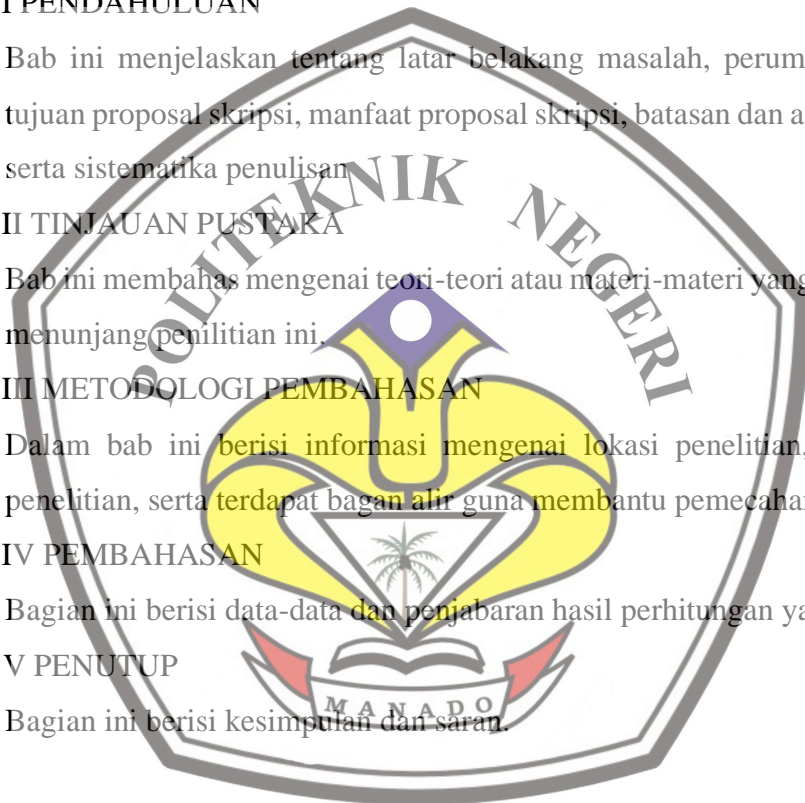 I PENDAHULUAN
Bab ini menjelaskan tentang latar belakang masalah, perum
tujuan proposal skripsi, manfaat proposal skripsi, batasan dan a
serta sistematika penulisan
II TINJAUAN PUSTAKA
Bab ini membahas mengenai teori-teori atau materi-materi yang
menunjang penilitian ini.
III METODOLOGI PEMBAHASAN
Dalam bab ini berisi informasi mengenai lokasi penelitian,
penelitian, serta terdapat bagan alir guna membantu pemecahan
IV PEMBAHASAN
Bagian ini berisi data-data dan penjabaran hasil perhitungan ya
V PENUTUP
Bagian ini berisi kesimpulan dan saran.
POLITEKNIK NEGERI
MANADO